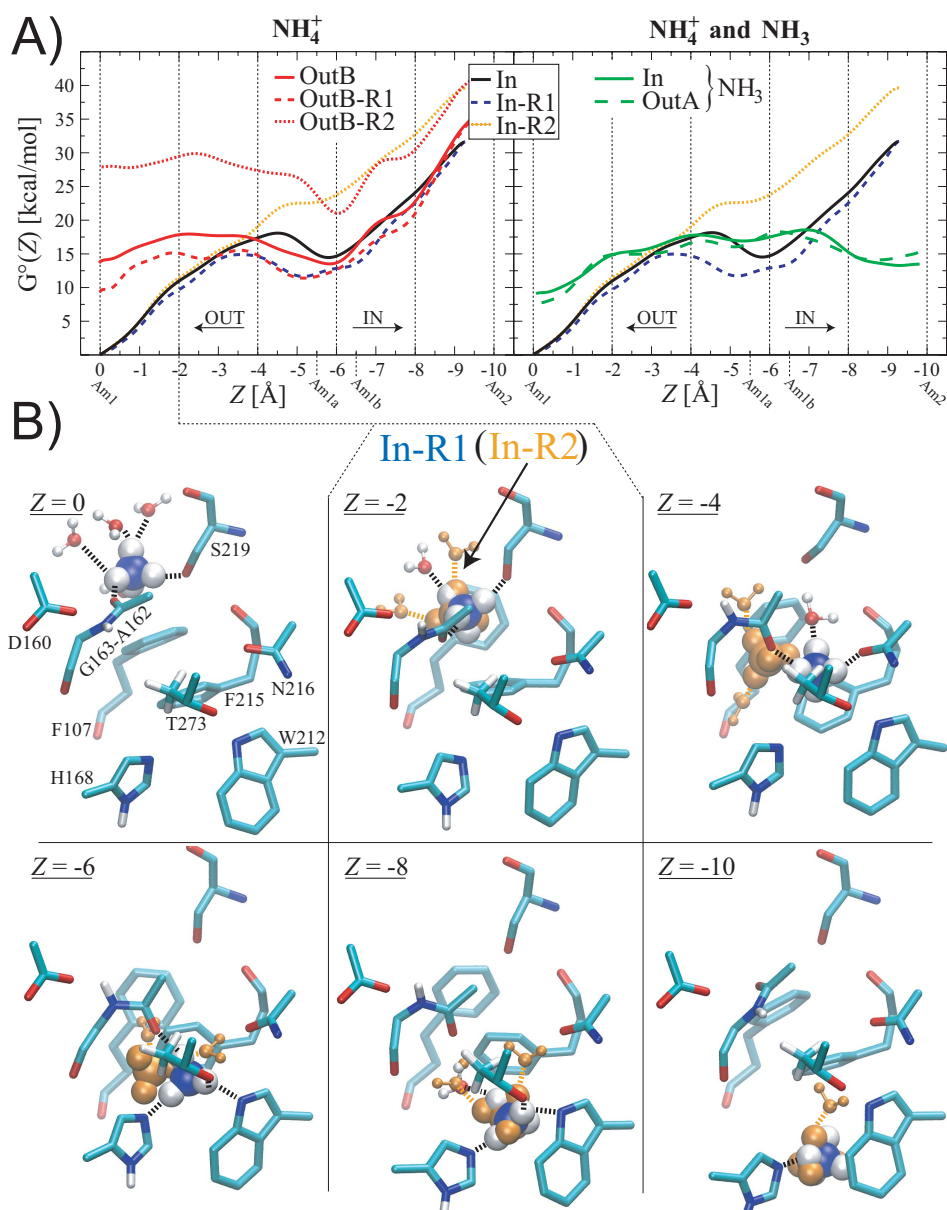 A)
NH₄⁺
NH₄⁺ and NH₃
G°(Z) [kcal/mol]
40
35
30
25
20
15
10
5
OutB
OutB-R1
OutB-R2
In
In-R1
In-R2
In
OutA
} NH₃
OUT
IN
OUT
IN
0 -1 -2 -3 -4 -5 -6 -7 -8 -9
0 -1 -2 -3 -4 -5 -6 -7 -8 -9 -10
Am1 Z [Å] Am1a Am1b Am2
Am1 Z [Å] Am1a Am1b Am2
B)
In-R1 (In-R2)
Z = 0
S219
D160
G163-A162
N216
F215
F107
T273
W212
H168
Z = -2
Z = -4
Z = -6
Z = -8
Z = -10